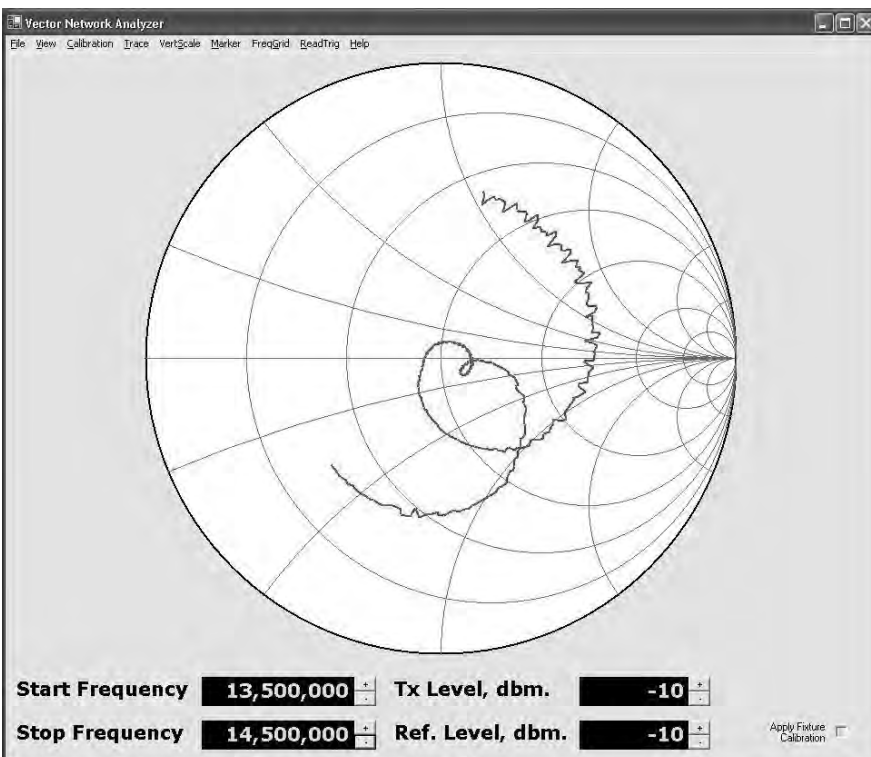 Vector Network Analyzer
File View Calibration Trace VertScale Marker FreqGrid ReadTrig Help
Start Frequency 13,500,000 + - Tx Level, dbm. -10 + -
Stop Frequency 14,500,000 + - Ref. Level, dbm. -10 + -
Apply Fixture
Calibration